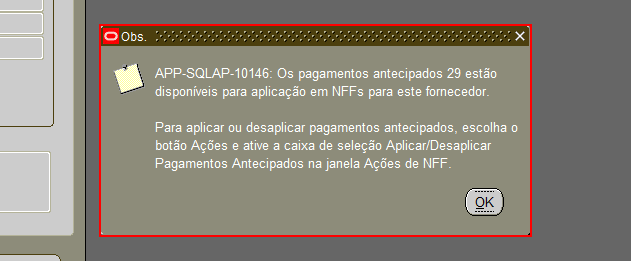 Obs.
APP-SQLAP-10146: Os pagamentos antecipados 29 estão
disponíveis para aplicação em NFFs para este fornecedor.
Para aplicar ou desaplicar pagamentos antecipados, escolha o
botão Ações e ative a caixa de seleção Aplicar/Desaplicar
Pagamentos Antecipados na janela Ações de NFF.
OK